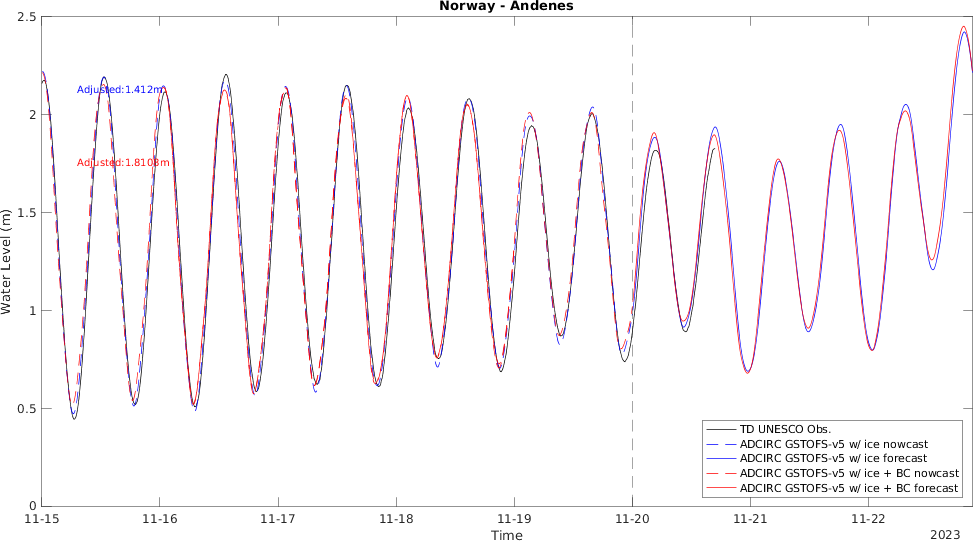 Norway - Andenes
2.5
2
1.5
1
0.5
0
Water Level (m)
Adjusted:1.412m
Adjusted:1.8103m
TD UNESCO Obs.
ADCIRC GSTOFS-v5 w/ ice nowcast
ADCIRC GSTOFS-v5 w/ ice forecast
ADCIRC GSTOFS-v5 w/ ice + BC nowcast
ADCIRC GSTOFS-v5 w/ ice + BC forecast
11-15 11-16 11-17 11-18 11-19 11-20 11-21 11-22
Time
2023